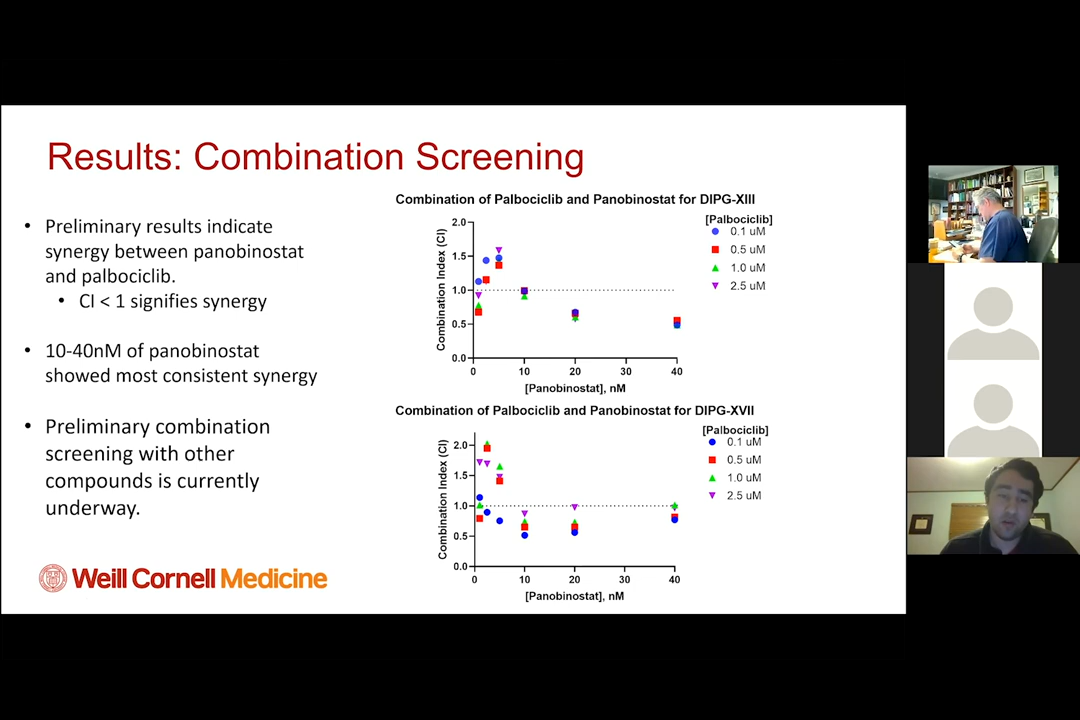 Results: Combination Screening
• Preliminary results indicate
synergy between panobinostat
and palbociclib.
• CI < 1 signifies synergy
• 10-40nM of panobinostat
showed most consistent synergy
• Preliminary combination
screening with other
compounds is currently
underway.
Weill Cornell Medicine
Combination of Palbociclib and Panobinostat for DIPG-XIII
Combination Index (CI)
2.0
1.5
1.0
0.5
0.0
0 10 20 30 40
[Panobinostat], nM
[Palbociclib]
0.1 uM
0.5 uM
1.0 uM
2.5 uM
Combination of Palbociclib and Panobinostat for DIPG-XVII
Combination Index (CI)
2.0
1.5
1.0
0.5
0.0
0 10 20 30 40
[Panobinostat], nM
[Palbociclib]
0.1 uM
0.5 uM
1.0 uM
2.5 uM